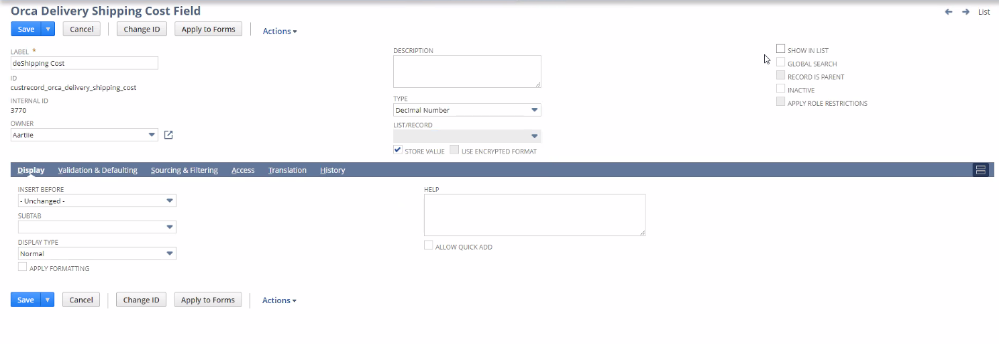 Orca Delivery Shipping Cost Field
List
Save
Cancel
Change ID
Apply to Forms
Actions
LABEL *
deShipping Cost
ID
custrecord_orca_delivery_shipping_cost
INTERNAL ID
3770
OWNER
Aartiie
DESCRIPTION
TYPE
Decimal Number
LIST/RECORD
STORE VALUE
USE ENCRYPTED FORMAT
SHOW IN LIST
GLOBAL SEARCH
RECORD IS PARENT
INACTIVE
APPLY ROLE RESTRICTIONS
Display Validation & Defaulting Sourcing & Filtering Access Translation History
INSERT BEFORE
- Unchanged -
SUBTAB
DISPLAY TYPE
Normal
APPLY FORMATTING
HELP
ALLOW QUICK ADD
Save
Cancel
Change ID
Apply to Forms
Actions